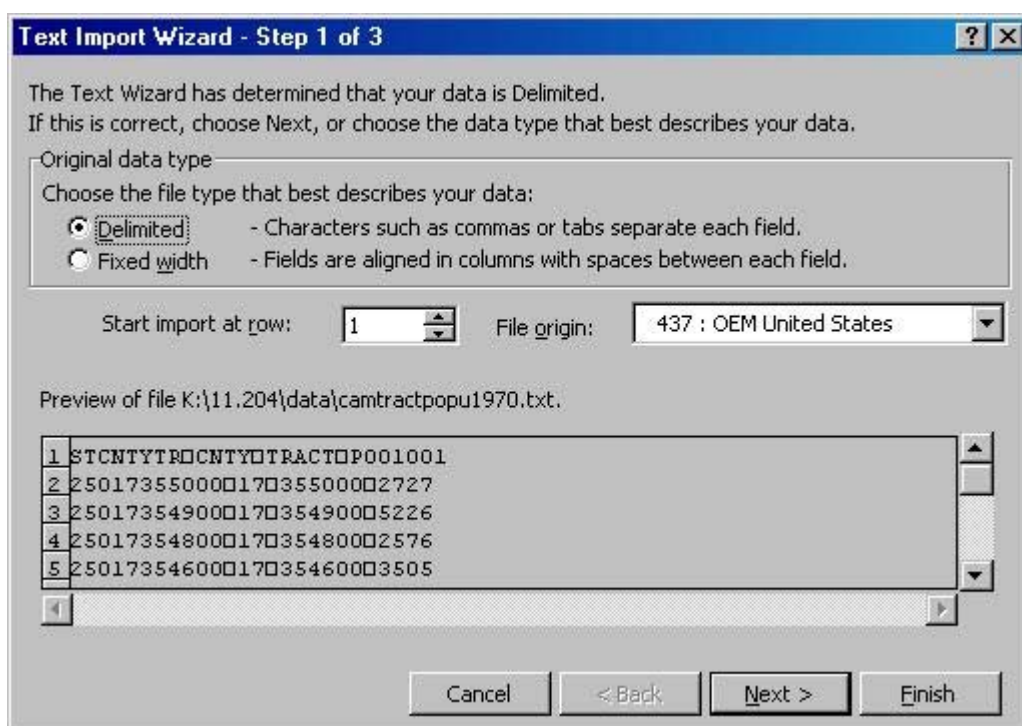 Text Import Wizard - Step 1 of 3
The Text Wizard has determined that your data is Delimited.
If this is correct, choose Next, or choose the data type that best describes your data.
Original data type
Choose the file type that best describes your data:
Delimited - Characters such as commas or tabs separate each field.
Fixed width - Fields are aligned in columns with spaces between each field.
Start import at row: 1 File origin: 437 : OEM United States
Preview of file K:\11.204\data\camtractpopu1970.txt.
1 STCNTYTR□CNTY□TRACT□P001001
2 25017355000□17□355000□2727
3 25017354900□17□354900□5226
4 25017354800□17□354800□2576
5 25017354600□17□354600□3505
Cancel < Back Next > Finish